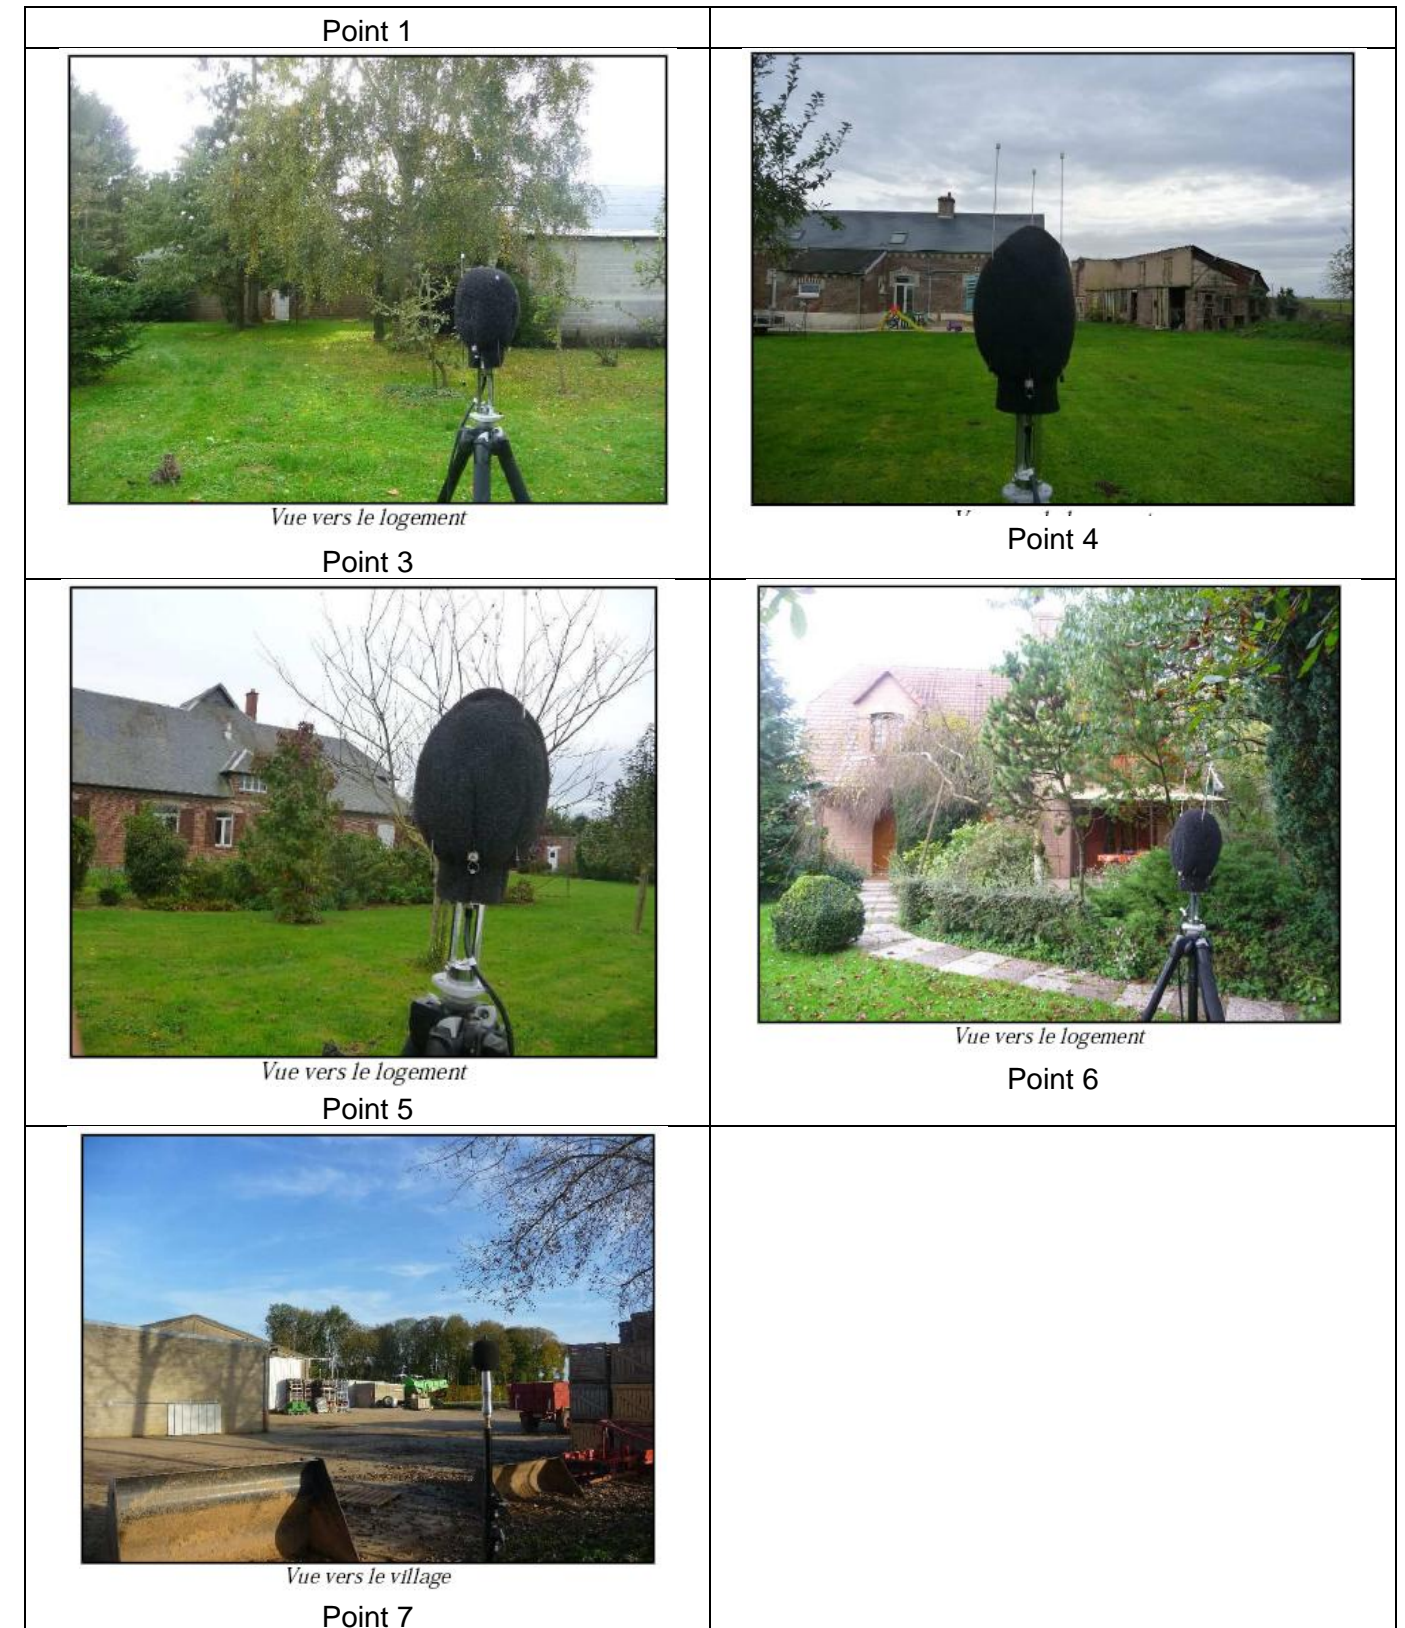 Point 1
Vue vers le logement
Point 3
Point 4
Vue vers le logement
Point 5
Vue vers le logement
Point 6
Vue vers le village
Point 7